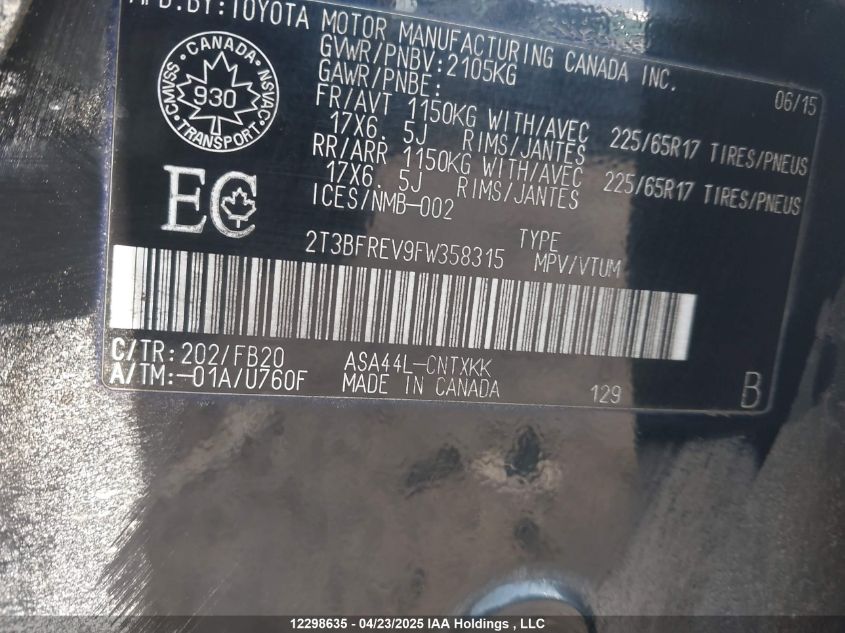 MFD.BY:TOYOTA MOTOR MANUFACTURING CANADA INC.
GVWR/PNBV:2105KG
06/15
GAWR/PNBE:
FR/AVT 1150KG WITH/AVEC
17X6. 5J RIMS/JANTES 225/65R17 TIRES/PNEUS
RR/ARR 1150KG WITH/AVEC
17X6. 5J RIMS/JANTES 225/65R17 TIRES/PNEUS
ICES/NMB-002
CANADA
CMVSS
NSVAC
930
TRANSPORT
EC
2T3BFREV9FW358315
TYPE
MPV/VTUM
C/TR:202/FB20 ASA44L-CNTXKK
A/TM:-01A/U760F MADE IN CANADA 129 B
12298635 - 04/23/2025 IAA Holdings , LLC